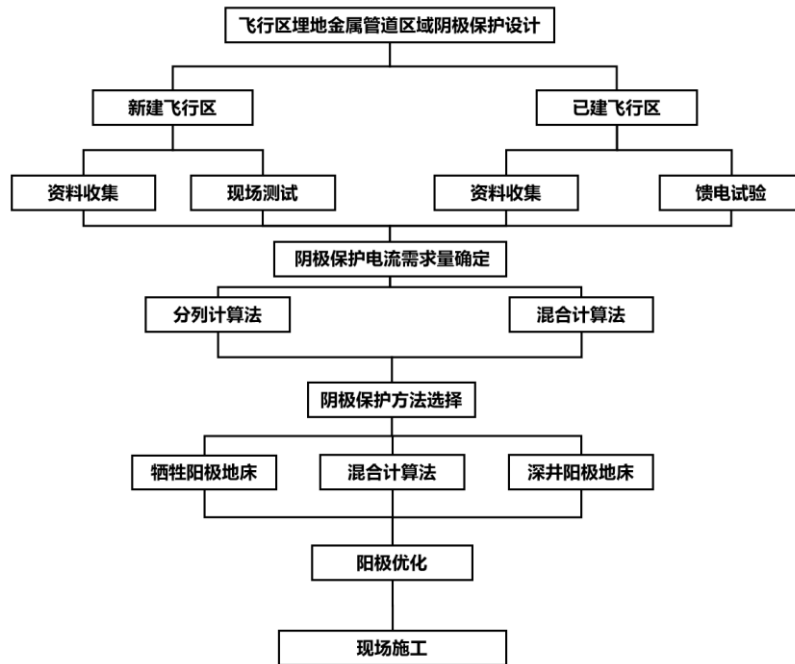 飞行区埋地金属管道区域阴极保护设计
新建飞行区
已建飞行区
资料收集
现场测试
资料收集
馈电试验
阴极保护电流需求量确定
分列计算法
混合计算法
阴极保护方法选择
牺牲阳极地床
混合计算法
深井阳极地床
阳极优化
现场施工